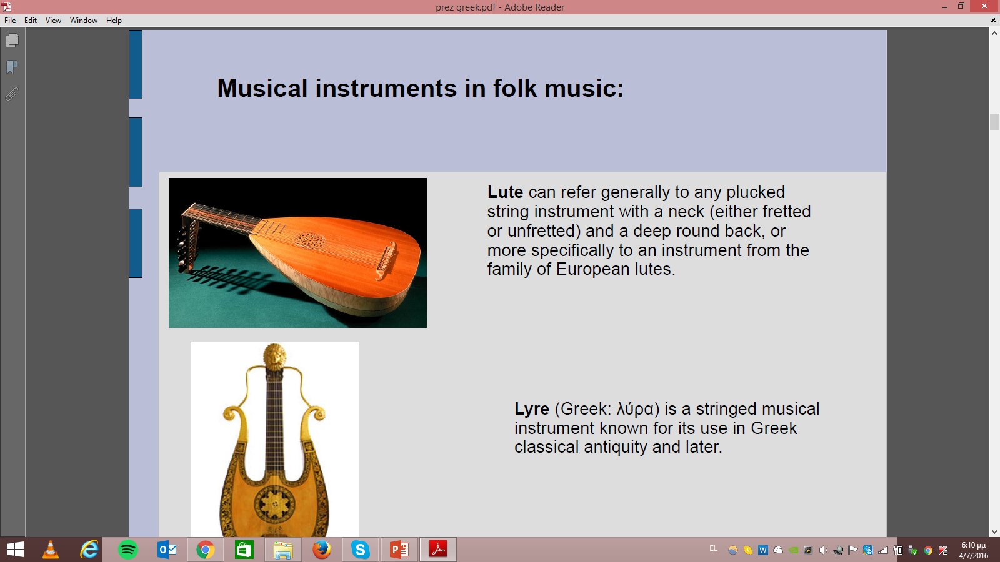 prez greek.pdf - Adobe Reader
File Edit View Window Help
Musical instruments in folk music:
Lute can refer generally to any plucked
string instrument with a neck (either fretted
or unfretted) and a deep round back, or
more specifically to an instrument from the
family of European lutes.
Lyre (Greek: λύρα) is a stringed musical
instrument known for its use in Greek
classical antiquity and later.
EL
6:10 μμ
4/7/2016